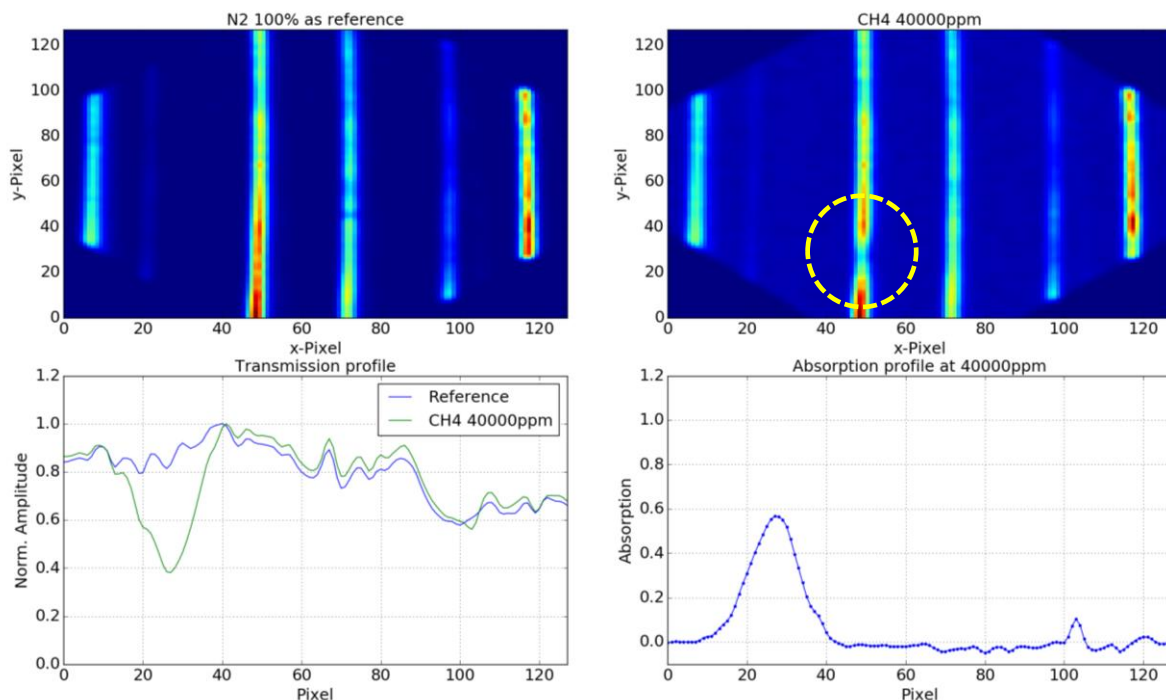 N2 100% as reference
120
100
80
60
40
20
0
y-Pixel
0 20 40 60 80 100 120
x-Pixel
CH4 40000ppm
120
100
80
60
40
20
0
y-Pixel
0 20 40 60 80 100 120
x-Pixel
Transmission profile
1.2
1.0
0.8
0.6
0.4
0.2
0.0
Norm. Amplitude
Reference
CH4 40000ppm
0 20 40 60 80 100 120
Pixel
Absorption profile at 40000ppm
1.2
1.0
0.8
0.6
0.4
0.2
0.0
Absorption
0 20 40 60 80 100 120
Pixel